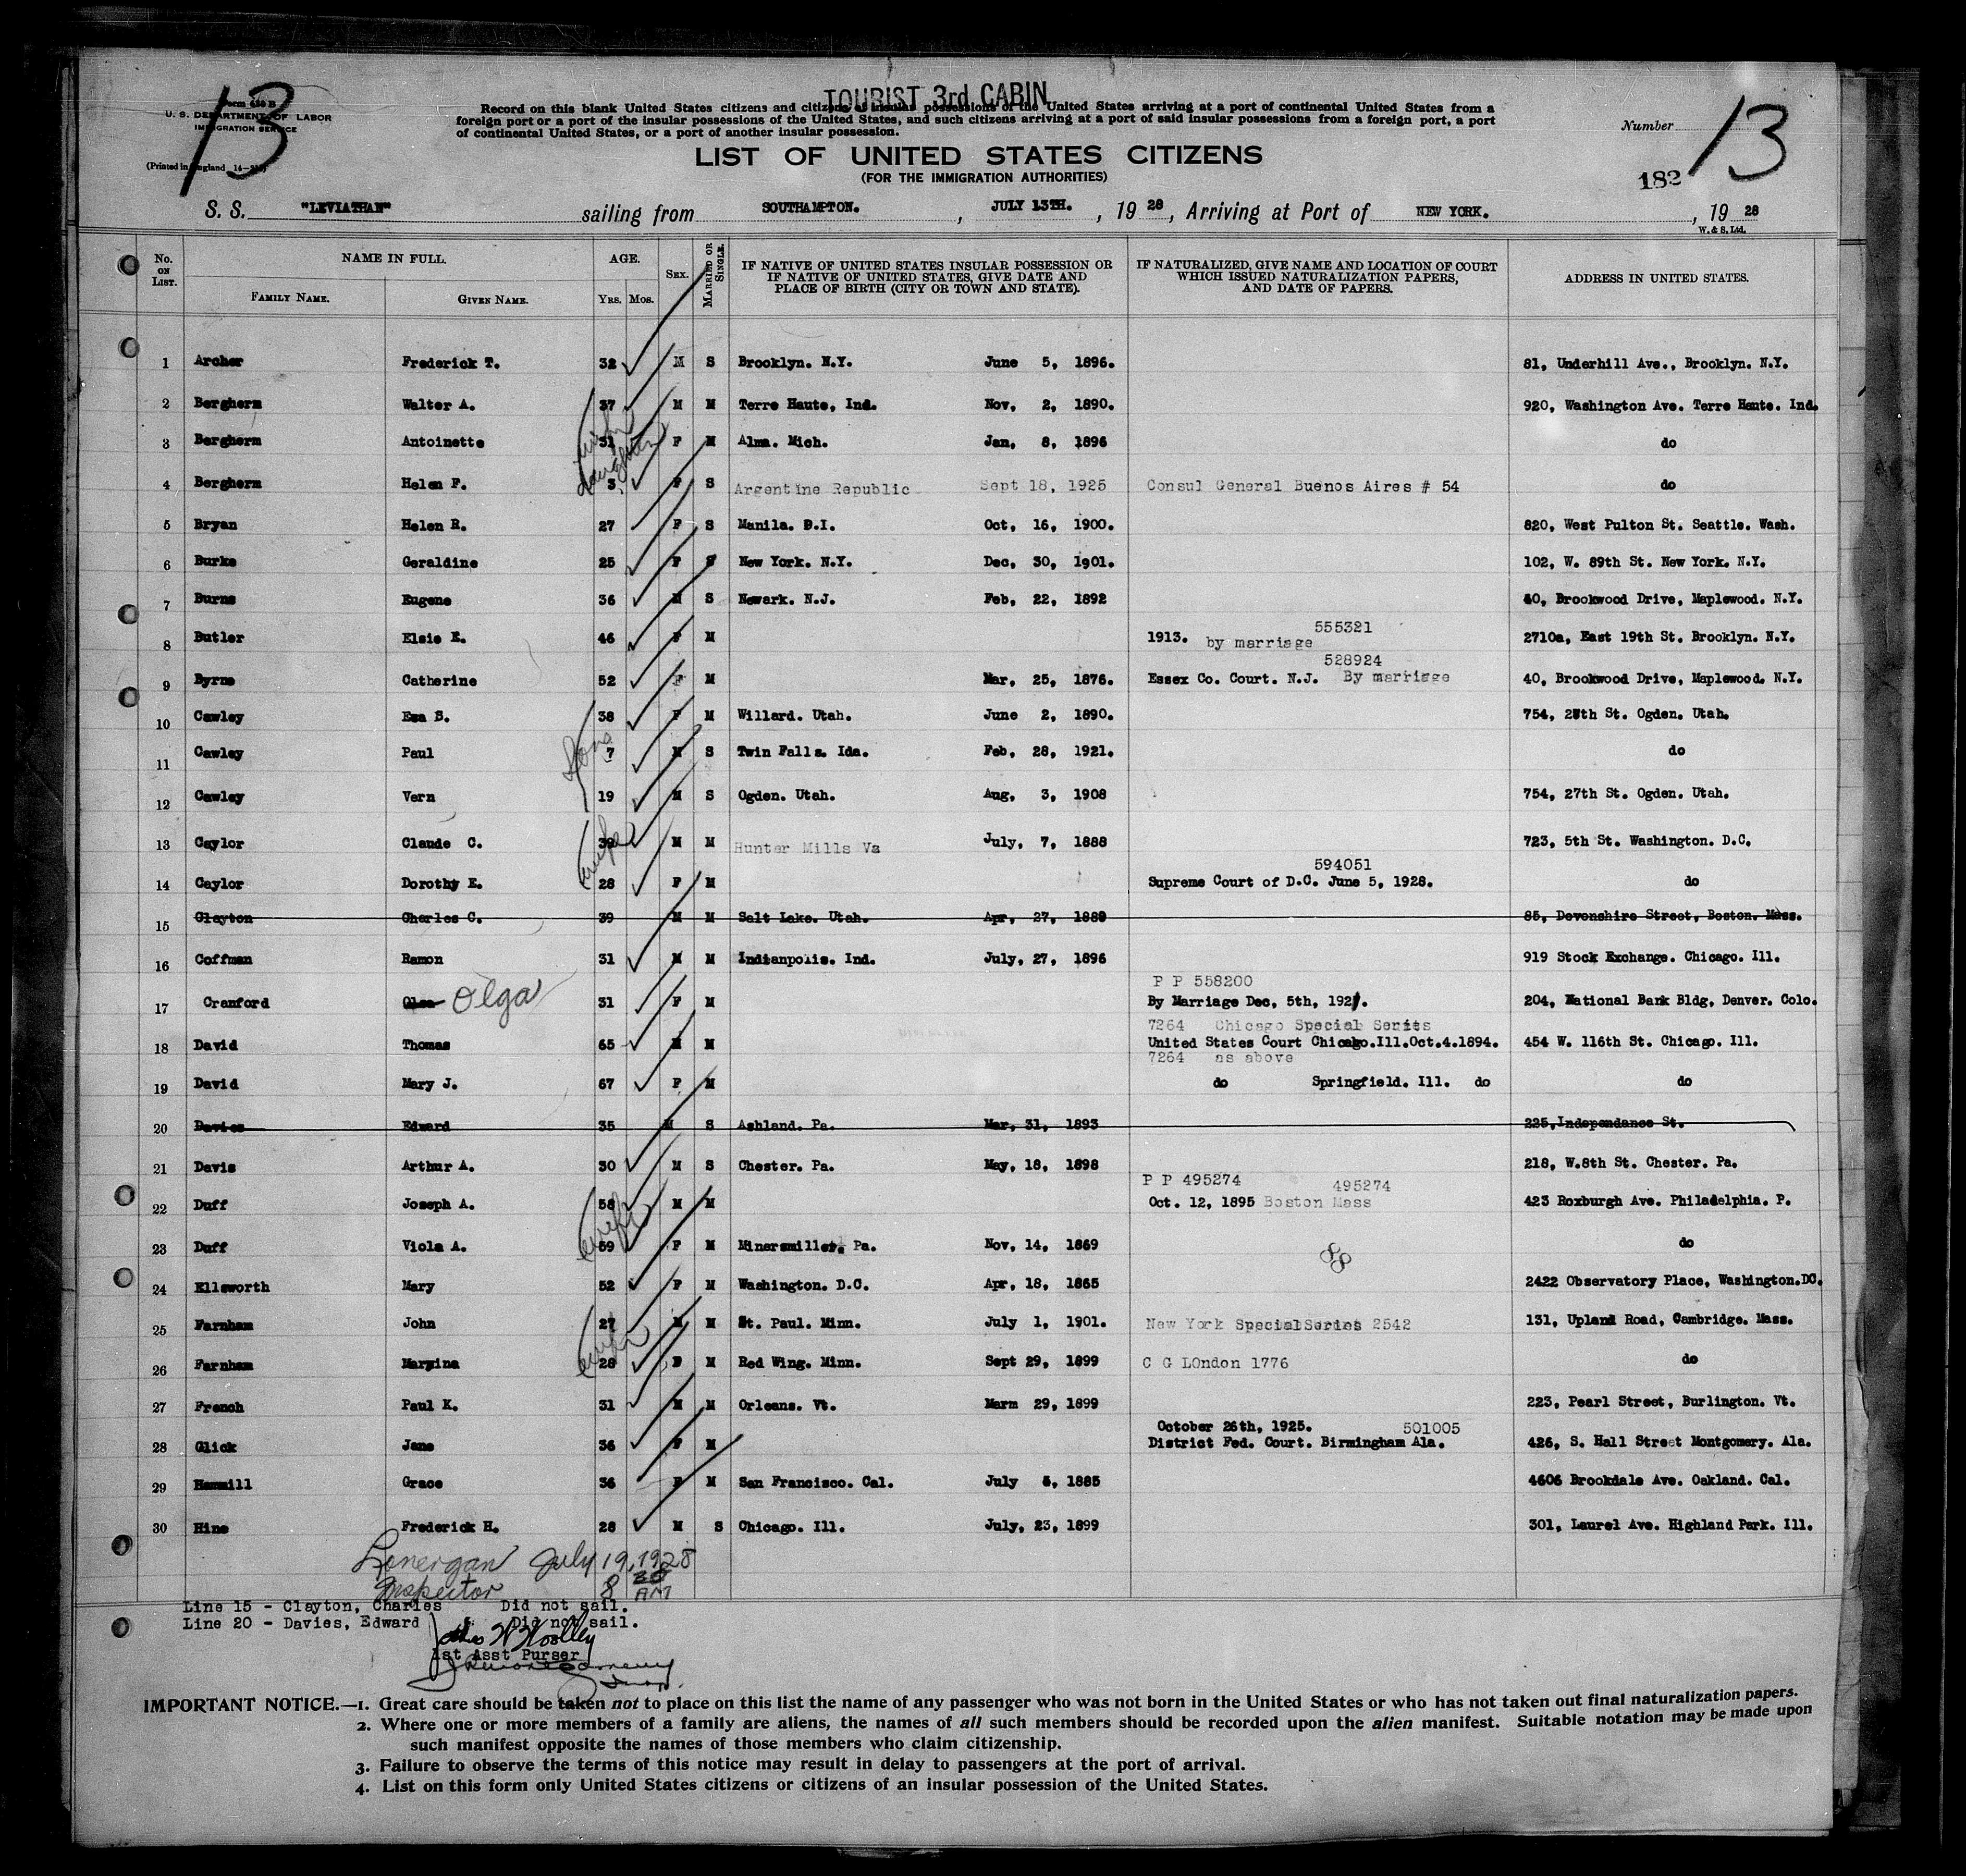 13
TOURIST 3rd CABIN
Form 630 B
U. S. DEPARTMENT OF LABOR
IMMIGRATION SERVICE
(Printed in England
Record on this blank United States citizens and citizens of insular possessions of the United States arriving at a port of continental United States from a
foreign port or a port of the insular possessions of the United States, and such citizens arriving at a port of said insular possessions from a foreign port, a port
of continental United States, or a port of another insular possession.
Number 13
LIST OF UNITED STATES CITIZENS
(FOR THE IMMIGRATION AUTHORITIES)
182
S. S. "LEVIATHAN" sailing from SOUTHAMPTON. , JULY 13TH. , 19 28 , Arriving at Port of NEW YORK. , 19 28
W. & S. Ltd.
No. ON LIST. NAME IN FULL. AGE. SEX. MARRIED OR SINGLE. IF NATIVE OF UNITED STATES INSULAR POSSESSION OR IF NATIVE OF UNITED STATES, GIVE DATE AND PLACE OF BIRTH (CITY OR TOWN AND STATE). IF NATURALIZED, GIVE NAME AND LOCATION OF COURT WHICH ISSUED NATURALIZATION PAPERS, AND DATE OF PAPERS. ADDRESS IN UNITED STATES.
FAMILY NAME. GIVEN NAME. YRS. MOS.
1 Archer Frederick T. 32 M S Brooklyn. N.Y. June 5, 1896. 81, Underhill Ave., Brooklyn. N.Y.
2 Bergherm Walter A. 37 M M Terre Haute, Ind. Nov, 2, 1890. 920, Washington Ave. Terre Haute. Ind.
3 Bergherm Antoinette wife 31 F M Alma. Mich. Jan, 8, 1896 do
4 Bergherm Helen F. daughter 3 F S Argentine Republic Sept 18, 1925 Consul General Buenos Aires # 54 do
5 Bryan Helen R. 27 F S Manila. P.I. Oct, 16, 1900. 820, West Pulton St. Seattle. Wash.
6 Burke Geraldine 25 F S New York. N.Y. Dec, 30, 1901. 102, W. 89th St. New York. N.Y.
7 Burns Eugene 36 M S Newark. N.J. Feb, 22, 1892 40, Brookwood Drive, Maplewood. N.Y.
555321
8 Butler Elsie E. 46 F M 1913. by marriage 2710a, East 19th St. Brooklyn. N.Y.
528924
9 Byrne Catherine 52 F M Mar, 25, 1876. Essex Co. Court. N.J. By marriage 40, Brookwood Drive, Maplewood. N.Y.
10 Cawley Ema S. 38 F M Willard. Utah. June 2, 1890. 754, 27th St. Ogden. Utah.
11 Cawley Paul Sons 7 M S Twin Falls. Ida. Feb, 28, 1921. do
12 Cawley Vern 19 M S Ogden. Utah. Aug, 3, 1908 754, 27th St. Ogden. Utah.
13 Caylor Claude C. 39 M M Hunter Mills Va July, 7, 1888 723, 5th St. Washington. D.C.
594051
14 Caylor Dorothy E. wife 28 F M Supreme Court of D.C. June 5, 1928. do
15 Clayton Charles C. 39 M M Salt Lake. Utah. Apr, 27, 1889 85, Devonshire Street, Boston. Mass.
16 Coffman Ramon 31 M M Indianpolis. Ind. July, 27, 1896 919 Stock Exchange. Chicago. Ill.
P P 558200
17 Cranford Olga 31 F M By Marriage Dec, 5th, 1921. 204, National Bank Bldg, Denver. Colo.
7264 Chicago Special Series
18 David Thomas 65 M M United States Court Chicago.Ill.Oct.4.1894. 454 W. 116th St. Chicago. Ill.
7264 as above
19 David Mary J. 67 F M do Springfield. Ill. do do
20 Davies Edward 35 M S Ashland. Pa. Mar, 31, 1893 225, Independance St.
21 Davis Arthur A. 30 M S Chester. Pa. May, 18, 1898 218, W.8th St. Chester. Pa.
P P 495274 495274
22 Duff Joseph A. 58 M M Oct. 12, 1895 Boston Mass 423 Roxburgh Ave. Philadelphia. P.
23 Duff Viola A. wife 59 F M Minersmiller, Pa. Nov, 14, 1869 do
24 Ellsworth Mary 52 F M Washington. D.C. Apr, 18, 1865 2422 Observatory Place, Washington.DC.
25 Farnham John 27 M M St. Paul. Minn. July 1, 1901. New York SpecialSeries 2542 131, Upland Road, Cambridge. Mass.
26 Farnham Marpina wife 28 F M Red Wing. Minn. Sept 29, 1899 C G LOndon 1776 do
27 French Paul K. 31 M M Orleans. Vt. Marm 29, 1899 223, Pearl Street, Burlington. Vt.
October 26th, 1925. 501005
28 Glick Jane 36 F M District Fed. Court. Birmingham Ala. 426, S. Hall Street Montgomery. Ala.
29 Hammill Grace 36 F M San Francisco. Cal. July 5, 1885 4606 Brookdale Ave. Oakland. Cal.
30 Hine Frederick H. 28 M S Chicago. Ill. July, 23, 1899 301, Laurel Ave. Highland Park. Ill.
Lonergan July 19, 1928
Inspector 8 30 AM
Line 15 - Clayton, Charles Did not sail.
Line 20 - Davies, Edward Did not sail.
Woolley
1st Asst Purser
IMPORTANT NOTICE.—1. Great care should be taken not to place on this list the name of any passenger who was not born in the United States or who has not taken out final naturalization papers.
2. Where one or more members of a family are aliens, the names of all such members should be recorded upon the alien manifest. Suitable notation may be made upon
such manifest opposite the names of those members who claim citizenship.
3. Failure to observe the terms of this notice may result in delay to passengers at the port of arrival.
4. List on this form only United States citizens or citizens of an insular possession of the United States.